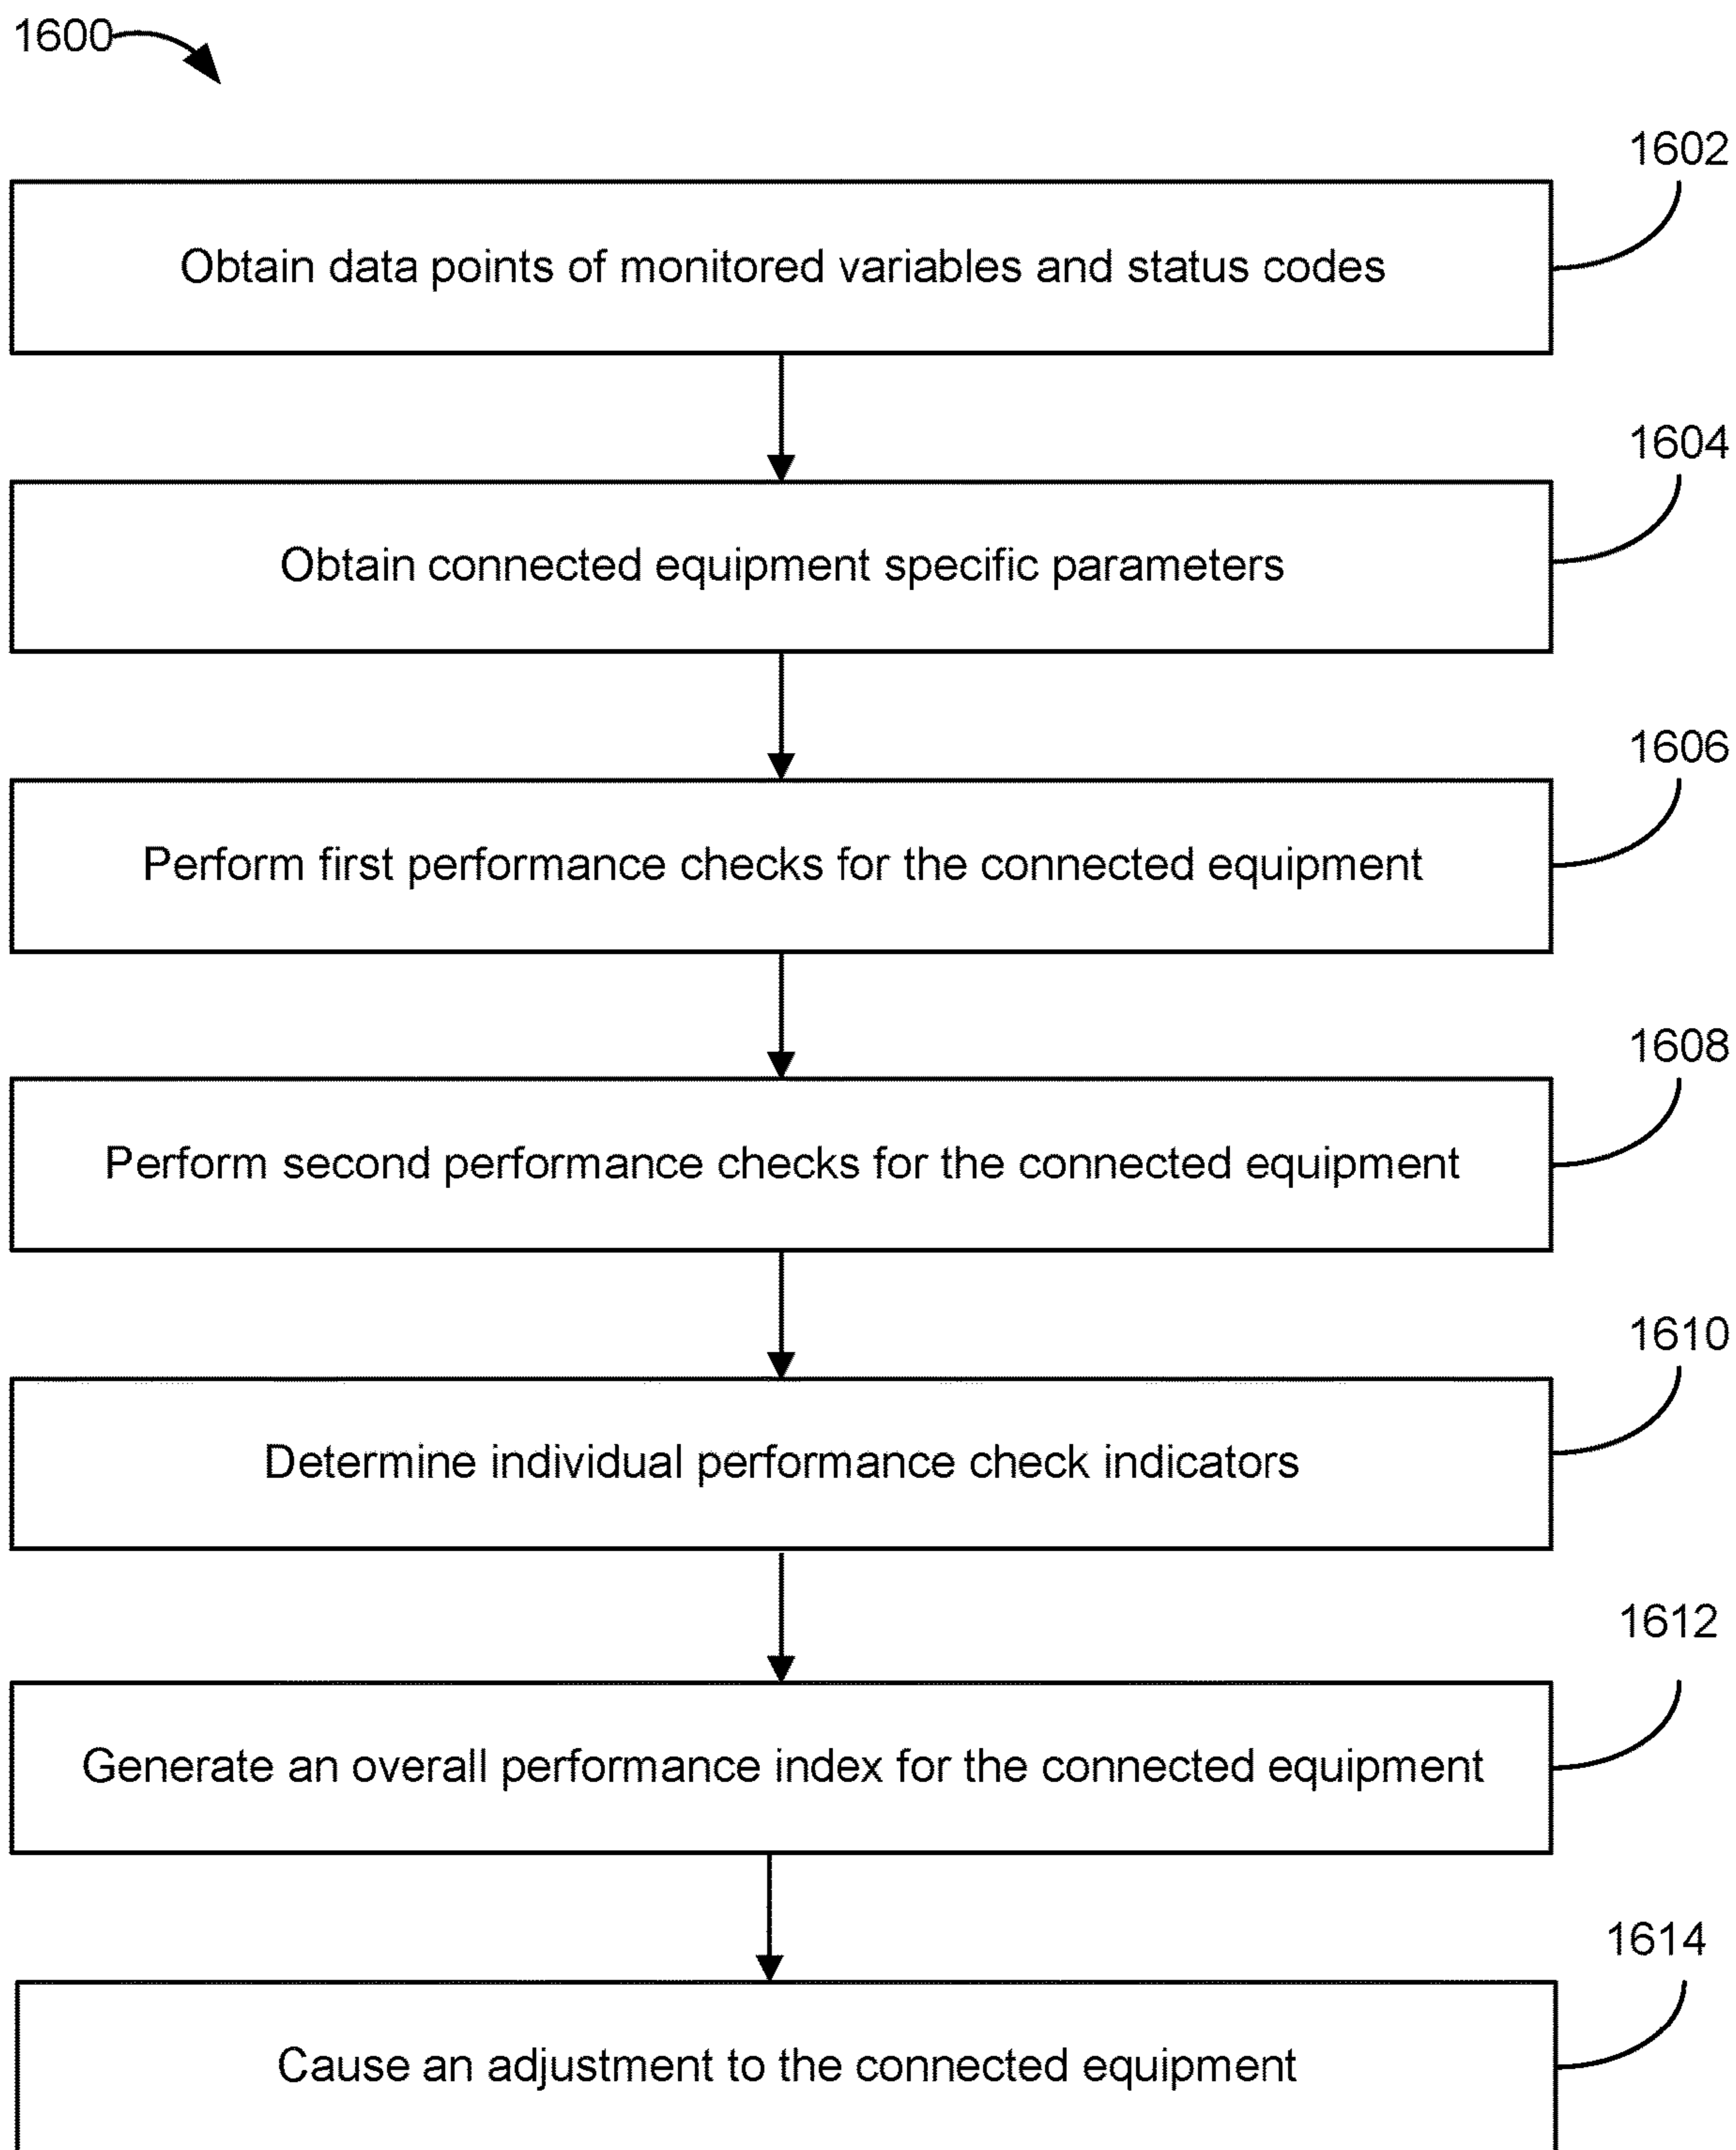 1600
1602
Obtain data points of monitored variables and status codes
1604
Obtain connected equipment specific parameters
1606
Perform first performance checks for the connected equipment
1608
Perform second performance checks for the connected equipment
1610
Determine individual performance check indicators
1612
Generate an overall performance index for the connected equipment
1614
Cause an adjustment to the connected equipment